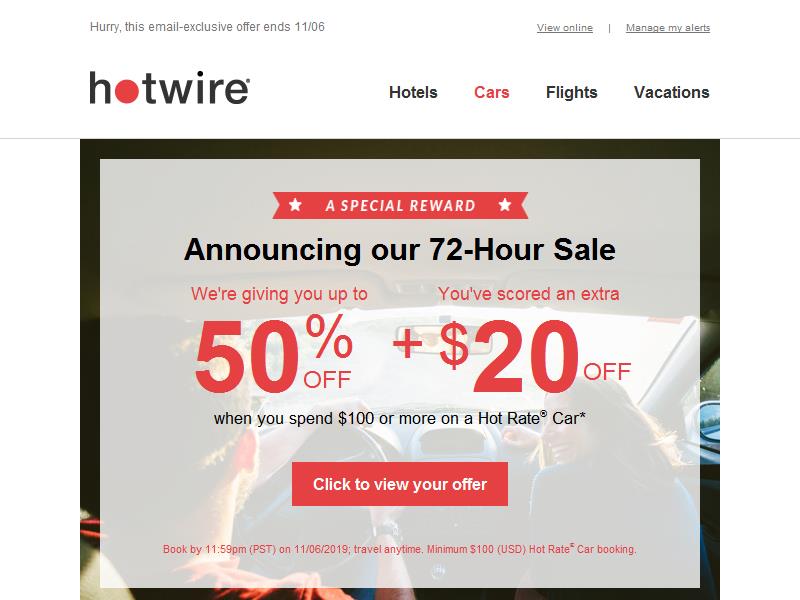 Hurry, this email-exclusive offer ends 11/06
View online | Manage my alerts
hotwire®
Hotels Cars Flights Vacations
A SPECIAL REWARD
Announcing our 72-Hour Sale
We're giving you up to
50% OFF
+
You've scored an extra
$20 OFF
when you spend $100 or more on a Hot Rate® Car*
Click to view your offer
Book by 11:59pm (PST) on 11/06/2019; travel anytime. Minimum $100 (USD) Hot Rate® Car booking.